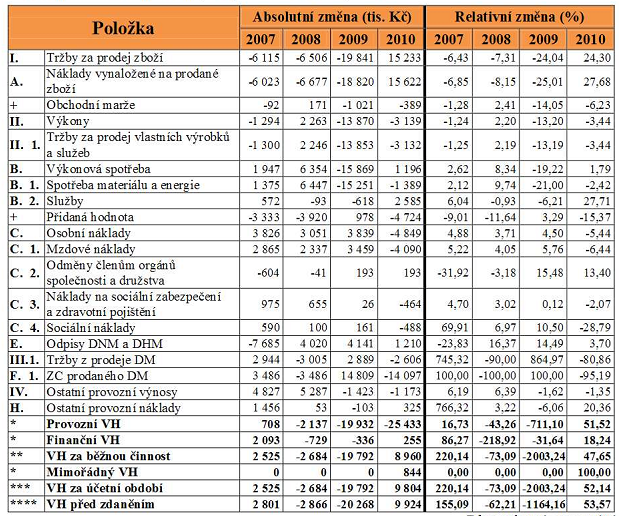 Položka Absolutní změna (tis. Kč) Relativní změna (%)
2007 2008 2009 2010 2007 2008 2009 2010
I. Tržby za prodej zboží -6 115 -6 506 -19 841 15 233 -6,43 -7,31 -24,04 24,30
A. Náklady vynaložené na prodané zboží -6 023 -6 677 -18 820 15 622 -6,85 -8,15 -25,01 27,68
+ Obchodní marže -92 171 -1 021 -389 -1,28 2,41 -14,05 -6,23
II. Výkony -1 294 2 263 -13 870 -3 139 -1,24 2,20 -13,20 -3,44
II. 1. Tržby za prodej vlastních výrobků a služeb -1 300 2 246 -13 853 -3 132 -1,25 2,19 -13,19 -3,44
B. Výkonová spotřeba 1 947 6 354 -15 869 1 196 2,62 8,34 -19,22 1,79
B. 1. Spotřeba materiálu a energie 1 375 6 447 -15 251 -1 389 2,12 9,74 -21,00 -2,42
B. 2. Služby 572 -93 -618 2 585 6,04 -0,93 -6,21 27,71
+ Přidaná hodnota -3 333 -3 920 978 -4 724 -9,01 -11,64 3,29 -15,37
C. Osobní náklady 3 826 3 051 3 839 -4 849 4,88 3,71 4,50 -5,44
C. 1. Mzdové náklady 2 865 2 337 3 459 -4 090 5,22 4,05 5,76 -6,44
C. 2. Odměny členům orgánů společnosti a družstva -604 -41 193 193 -31,92 -3,18 15,48 13,40
C. 3. Náklady na sociální zabezpečení a zdravotní pojištění 975 655 26 -464 4,70 3,02 0,12 -2,07
C. 4. Sociální náklady 590 100 161 -488 69,91 6,97 10,50 -28,79
E. Odpisy DNM a DHM -7 685 4 020 4 141 1 210 -23,83 16,37 14,49 3,70
III.1. Tržby z prodeje DM 2 944 -3 005 2 889 -2 606 745,32 -90,00 864,97 -80,86
F. 1. ZC prodaného DM 3 486 -3 486 14 809 -14 097 100,00 -100,00 100,00 -95,19
IV. Ostatní provozní výnosy 4 827 5 287 -1 423 -1 173 6,19 6,39 -1,62 -1,35
H. Ostatní provozní náklady 1 456 53 -103 325 766,32 3,22 -6,06 20,36
* Provozní VH 708 -2 137 -19 932 -25 433 16,73 -43,26 -711,10 51,52
* Finanční VH 2 093 -729 -336 255 86,27 -218,92 -31,64 18,24
** VH za běžnou činnost 2 525 -2 684 -19 792 8 960 220,14 -73,09 -2003,24 47,65
* Mimořádný VH 0 0 0 844 0,00 0,00 0,00 100,00
*** VH za účetní období 2 525 -2 684 -19 792 9 804 220,14 -73,09 -2003,24 52,14
**** VH před zdaněním 2 801 -2 866 -20 268 9 924 155,09 -62,21 -1164,16 53,57